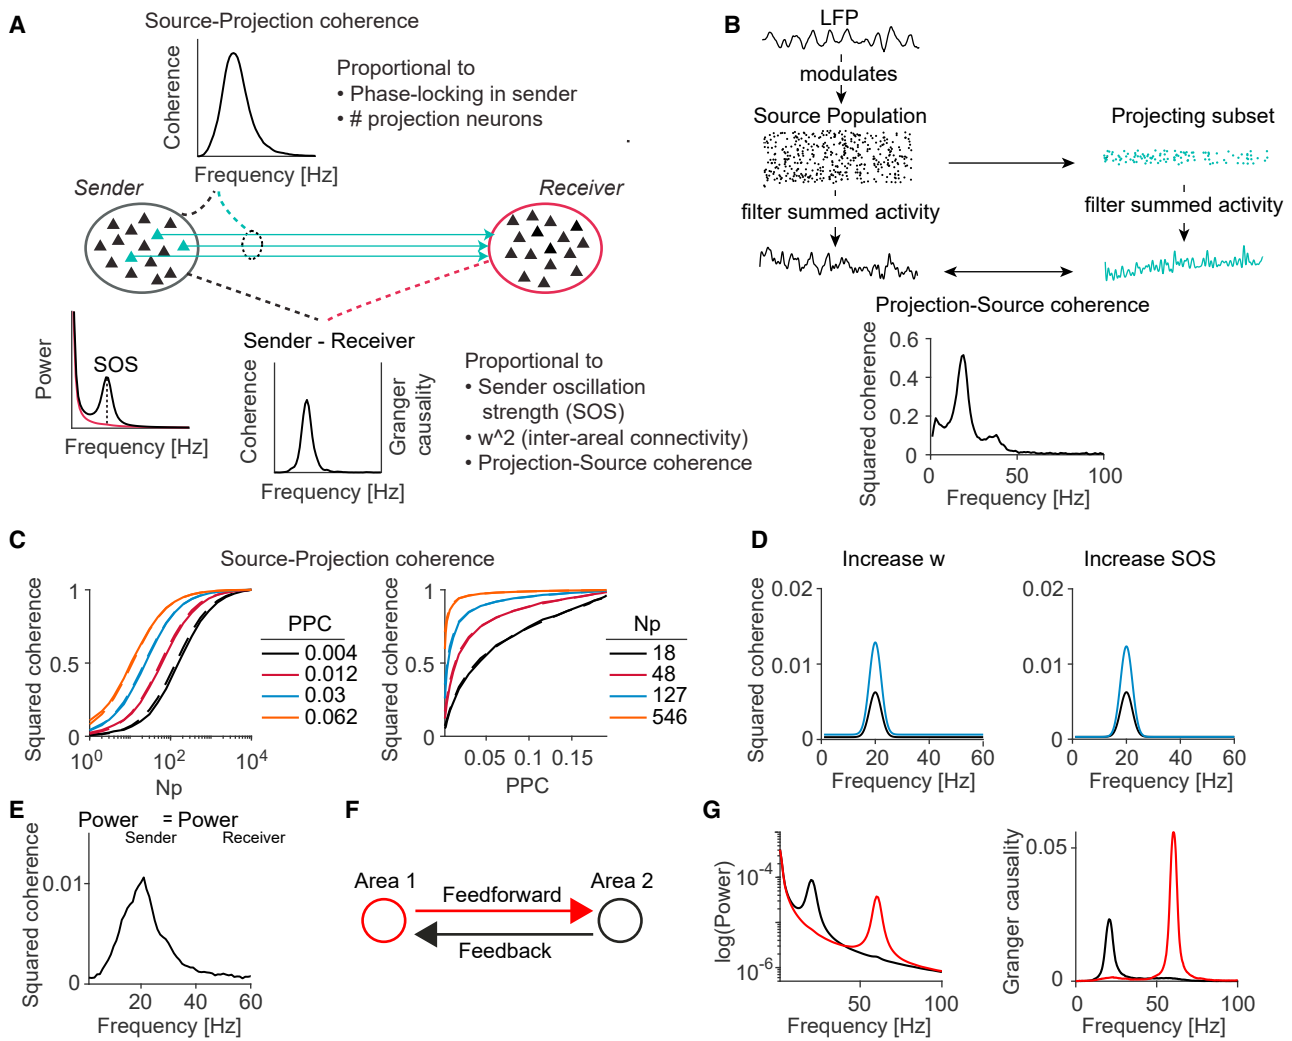 A
Source-Projection coherence
Coherence
Frequency [Hz]
Proportional to
• Phase-locking in sender
• # projection neurons
Sender
Receiver
Power
SOS
Frequency [Hz]
Sender - Receiver
Coherence
Granger
causality
Frequency [Hz]
Proportional to
• Sender oscillation
strength (SOS)
• w^2 (inter-areal connectivity)
• Projection-Source coherence
B
LFP
modulates
Source Population
Projecting subset
filter summed activity
filter summed activity
Projection-Source coherence
Squared coherence
0.6
0.4
0.2
0
0 50 100
Frequency [Hz]
C
Source-Projection coherence
Squared coherence
1
0.5
0
10^0 10^2 10^4
Np
PPC
0.004
0.012
0.03
0.062
Squared coherence
1
0.5
0
0.05 0.1 0.15
PPC
Np
18
48
127
546
D
Increase w
Squared coherence
0.02
0.01
0
0 20 40 60
Frequency [Hz]
Increase SOS
0.02
0.01
0
0 20 40 60
Frequency [Hz]
E
Power Sender = Power Receiver
Squared coherence
0.01
0
20 40 60
Frequency [Hz]
F
Area 1
Area 2
Feedforward
Feedback
G
log(Power)
10^-4
10^-6
50 100
Frequency [Hz]
Granger causality
0.05
0
0 50 100
Frequency [Hz]